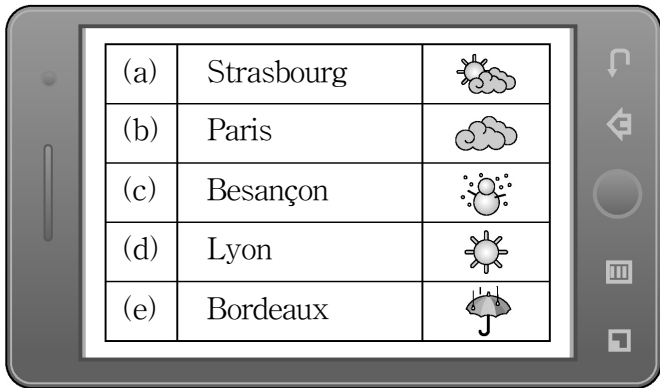 (a) Strasbourg
(b) Paris
(c) Besançon
(d) Lyon
(e) Bordeaux